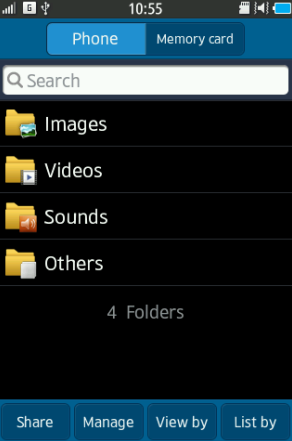 G 10:55
Phone Memory card
Search
Images
Videos
Sounds
Others
4 Folders
Share Manage View by List by